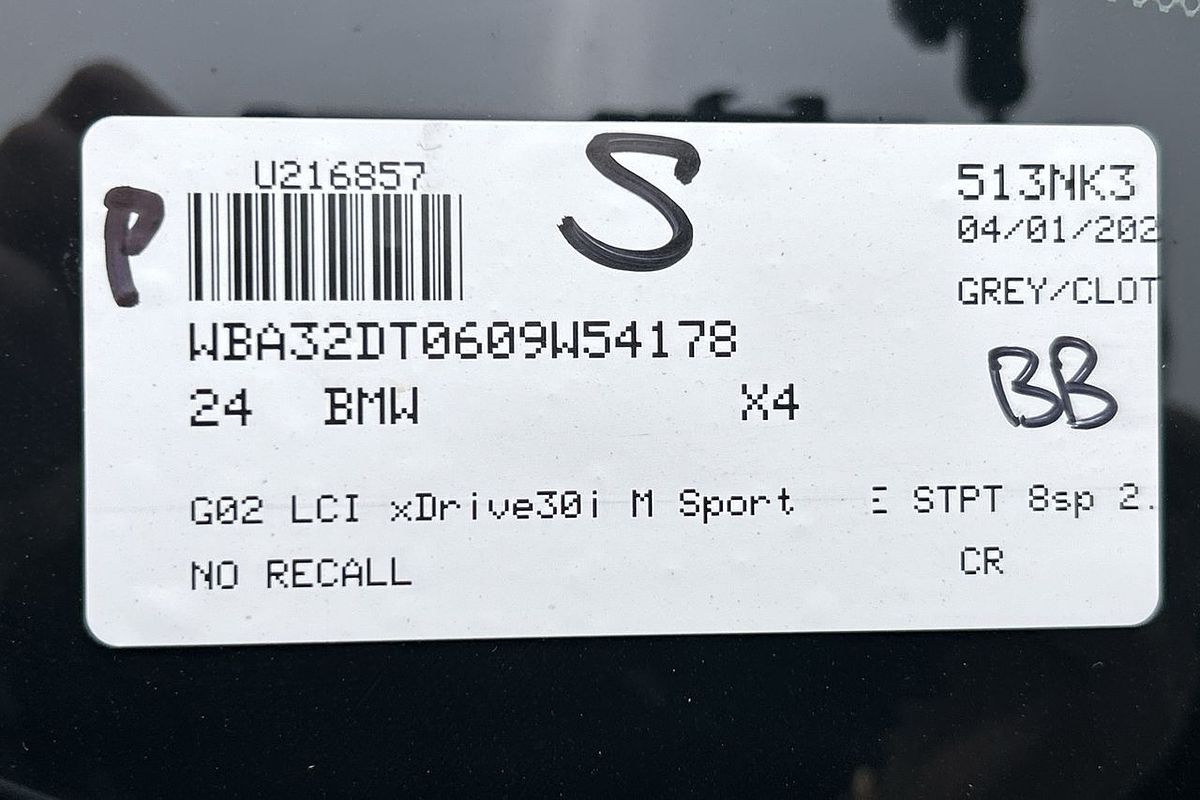 U216857
S
513NK3
P
04/01/202
GREY/CLOT
WBA32DT0609W54178
24 BMW X4
BB
G02 LCI xDrive30i M Sport E STPT 8sp 2.
NO RECALL CR